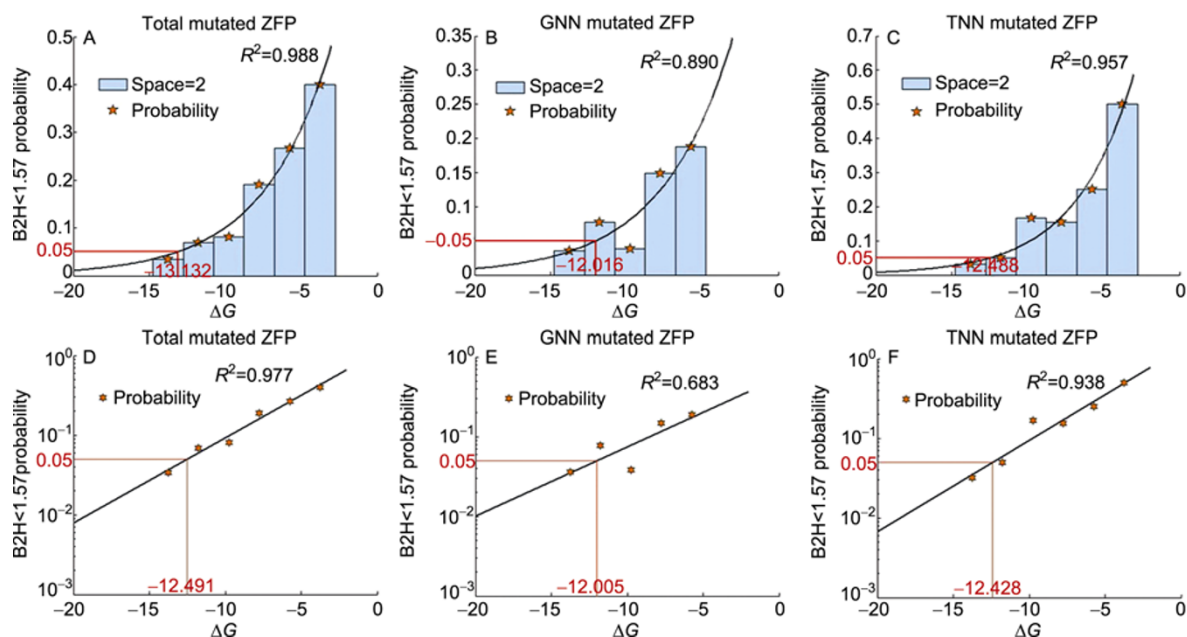 Total mutated ZFP
A
R²=0.988
Space=2
Probability
B2H<1.57 probability
0.5
0.4
0.3
0.2
0.1
0.05
0
−13.132
−20
−15
−10
−5
0
ΔG
GNN mutated ZFP
B
R²=0.890
0.35
0.3
0.25
0.2
0.15
0.1
−0.05
0
−12.016
B2H<1.57 probability
−20
−15
−10
−5
0
ΔG
TNN mutated ZFP
C
R²=0.957
Space=2
Probability
B2H<1.57 probability
0.7
0.6
0.5
0.4
0.3
0.2
0.1
0.05
0
−12.488
−20
−15
−10
−5
0
ΔG
Total mutated ZFP
D
R²=0.977
Probability
B2H<1.57probability
10⁰
10⁻¹
0.05
10⁻²
10⁻³
−12.491
−20
−15
−10
−5
0
ΔG
GNN mutated ZFP
E
R²=0.683
Probability
B2H<1.57 probability
10⁰
10⁻¹
0.05
10⁻²
10⁻³
−12.005
−20
−15
−10
−5
0
ΔG
TNN mutated ZFP
F
R²=0.938
Probability
B2H<1.57 probability
10⁰
10⁻¹
0.05
10⁻²
10⁻³
−12.428
−20
−15
−10
−5
0
ΔG